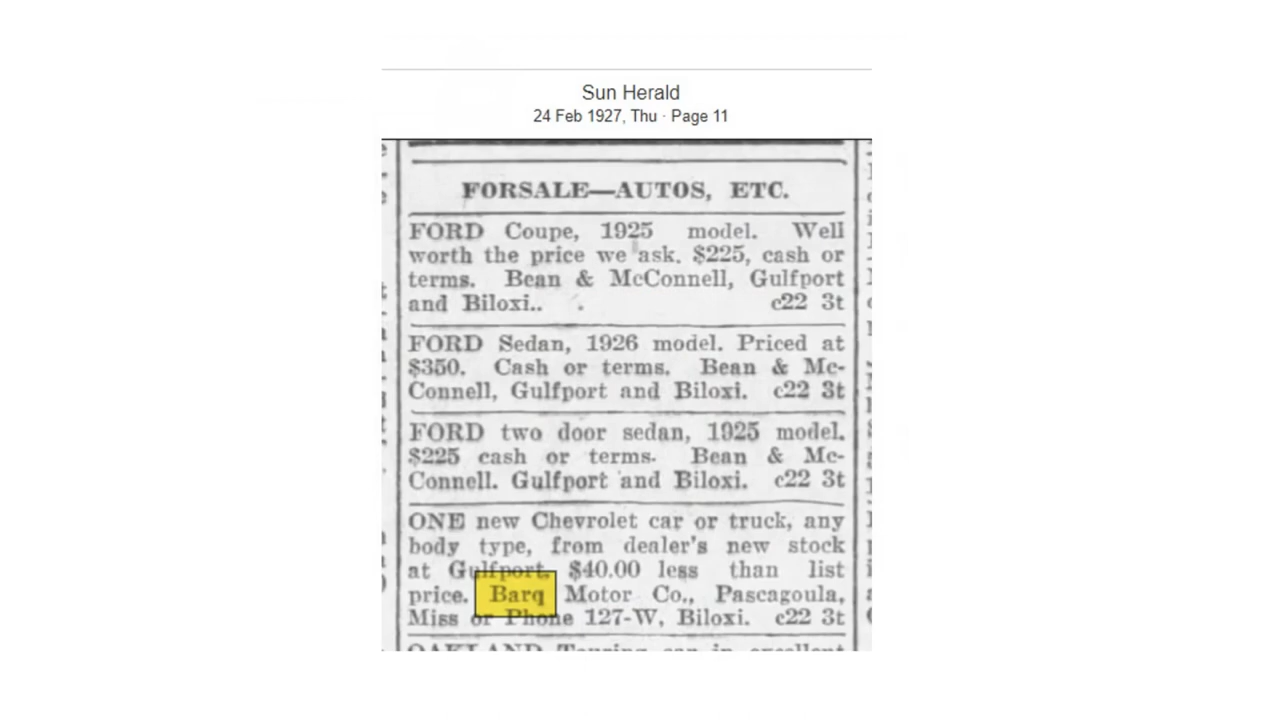 Sun Herald
24 Feb 1927, Thu · Page 11
FORSALE—AUTOS, ETC.
FORD Coupe, 1925 model. Well
worth the price we ask. $225, cash or
terms. Bean & McConnell, Gulfport
and Biloxi.. c22 3t
FORD Sedan, 1926 model. Priced at
$350. Cash or terms. Bean & Mc-
Connell, Gulfport and Biloxi. c22 3t
FORD two door sedan, 1925 model.
$225 cash or terms. Bean & Mc-
Connell. Gulfport and Biloxi. c22 3t
ONE new Chevrolet car or truck, any
body type, from dealer's new stock
at Gulfport. $40.00 less than list
price. Barq Motor Co., Pascagoula,
Miss or Phone 127-W, Biloxi. c22 3t
OAKLAND Touring car in excellent